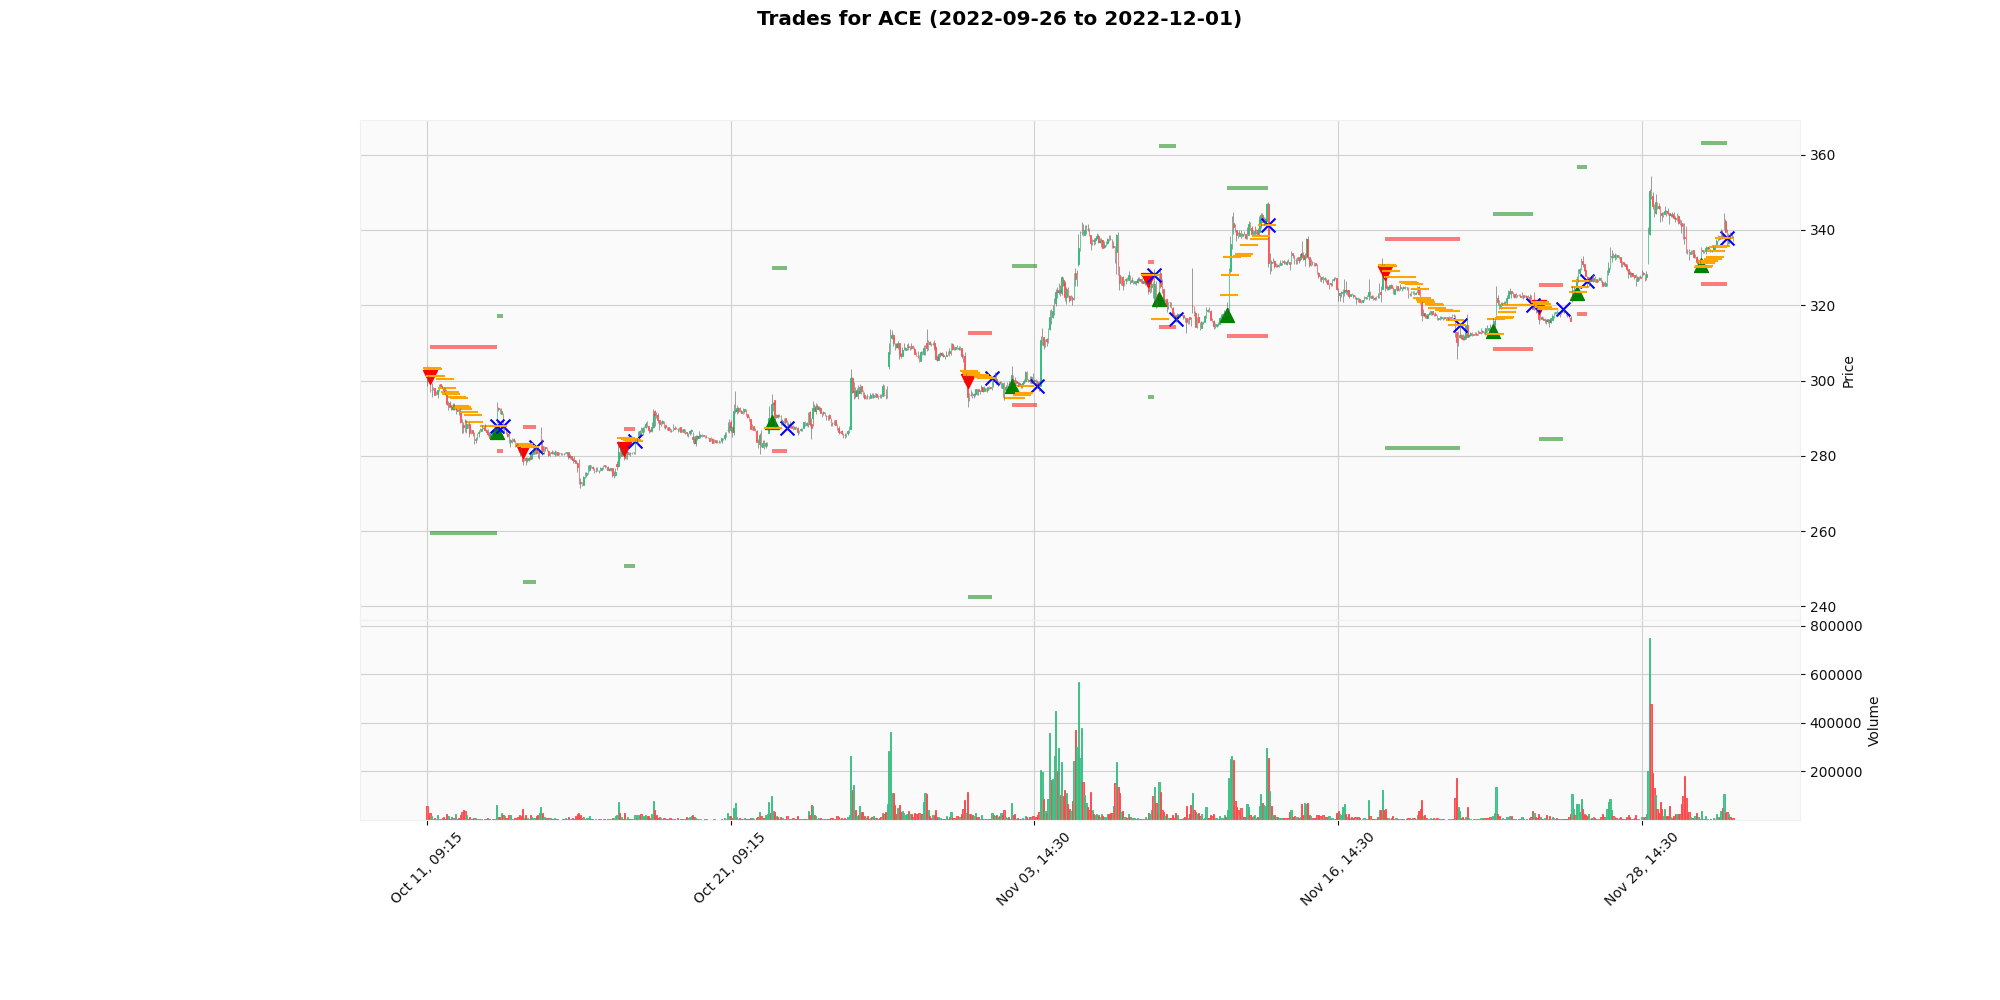 Trades for ACE (2022-09-26 to 2022-12-01)
360
340
320
300
280
260
240
Price
800000
600000
400000
200000
Volume
Oct 11, 09:15
Oct 21, 09:15
Nov 03, 14:30
Nov 16, 14:30
Nov 28, 14:30